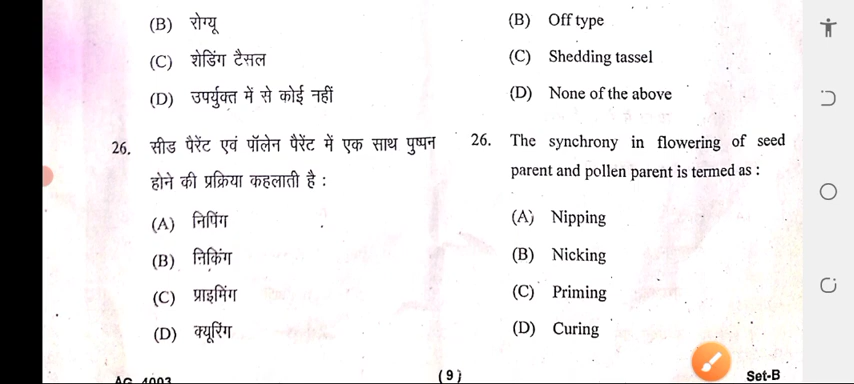 (B) रोग्यू
(C) शेडिंग टैसल
(D) उपर्युक्त में से कोई नहीं
26. सीड पैरेंट एवं पॉलेन पैरेंट में एक साथ पुष्पन
होने की प्रक्रिया कहलाती है :
(A) निपिंग
(B) निकिंग
(C) प्राइमिंग
(D) क्यूरिंग
(B) Off type
(C) Shedding tassel
(D) None of the above
26. The synchrony in flowering of seed
parent and pollen parent is termed as :
(A) Nipping
(B) Nicking
(C) Priming
(D) Curing
AG 4003
(9)
Set-B